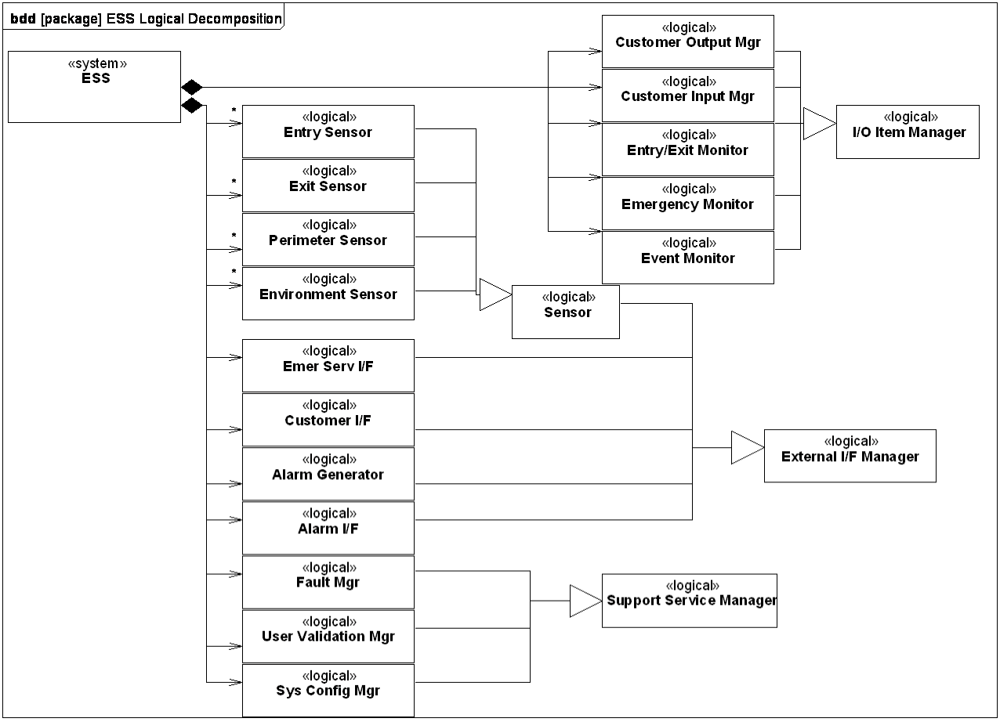 bdd [package] ESS Logical Decomposition
«system»
ESS
«logical»
Customer Output Mgr
«logical»
Customer Input Mgr
«logical»
Entry/Exit Monitor
«logical»
Emergency Monitor
«logical»
Event Monitor
«logical»
I/O Item Manager
*
«logical»
Entry Sensor
*
«logical»
Exit Sensor
*
«logical»
Perimeter Sensor
*
«logical»
Environment Sensor
«logical»
Sensor
«logical»
Emer Serv I/F
«logical»
Customer I/F
«logical»
Alarm Generator
«logical»
Alarm I/F
«logical»
External I/F Manager
«logical»
Fault Mgr
«logical»
User Validation Mgr
«logical»
Sys Config Mgr
«logical»
Support Service Manager